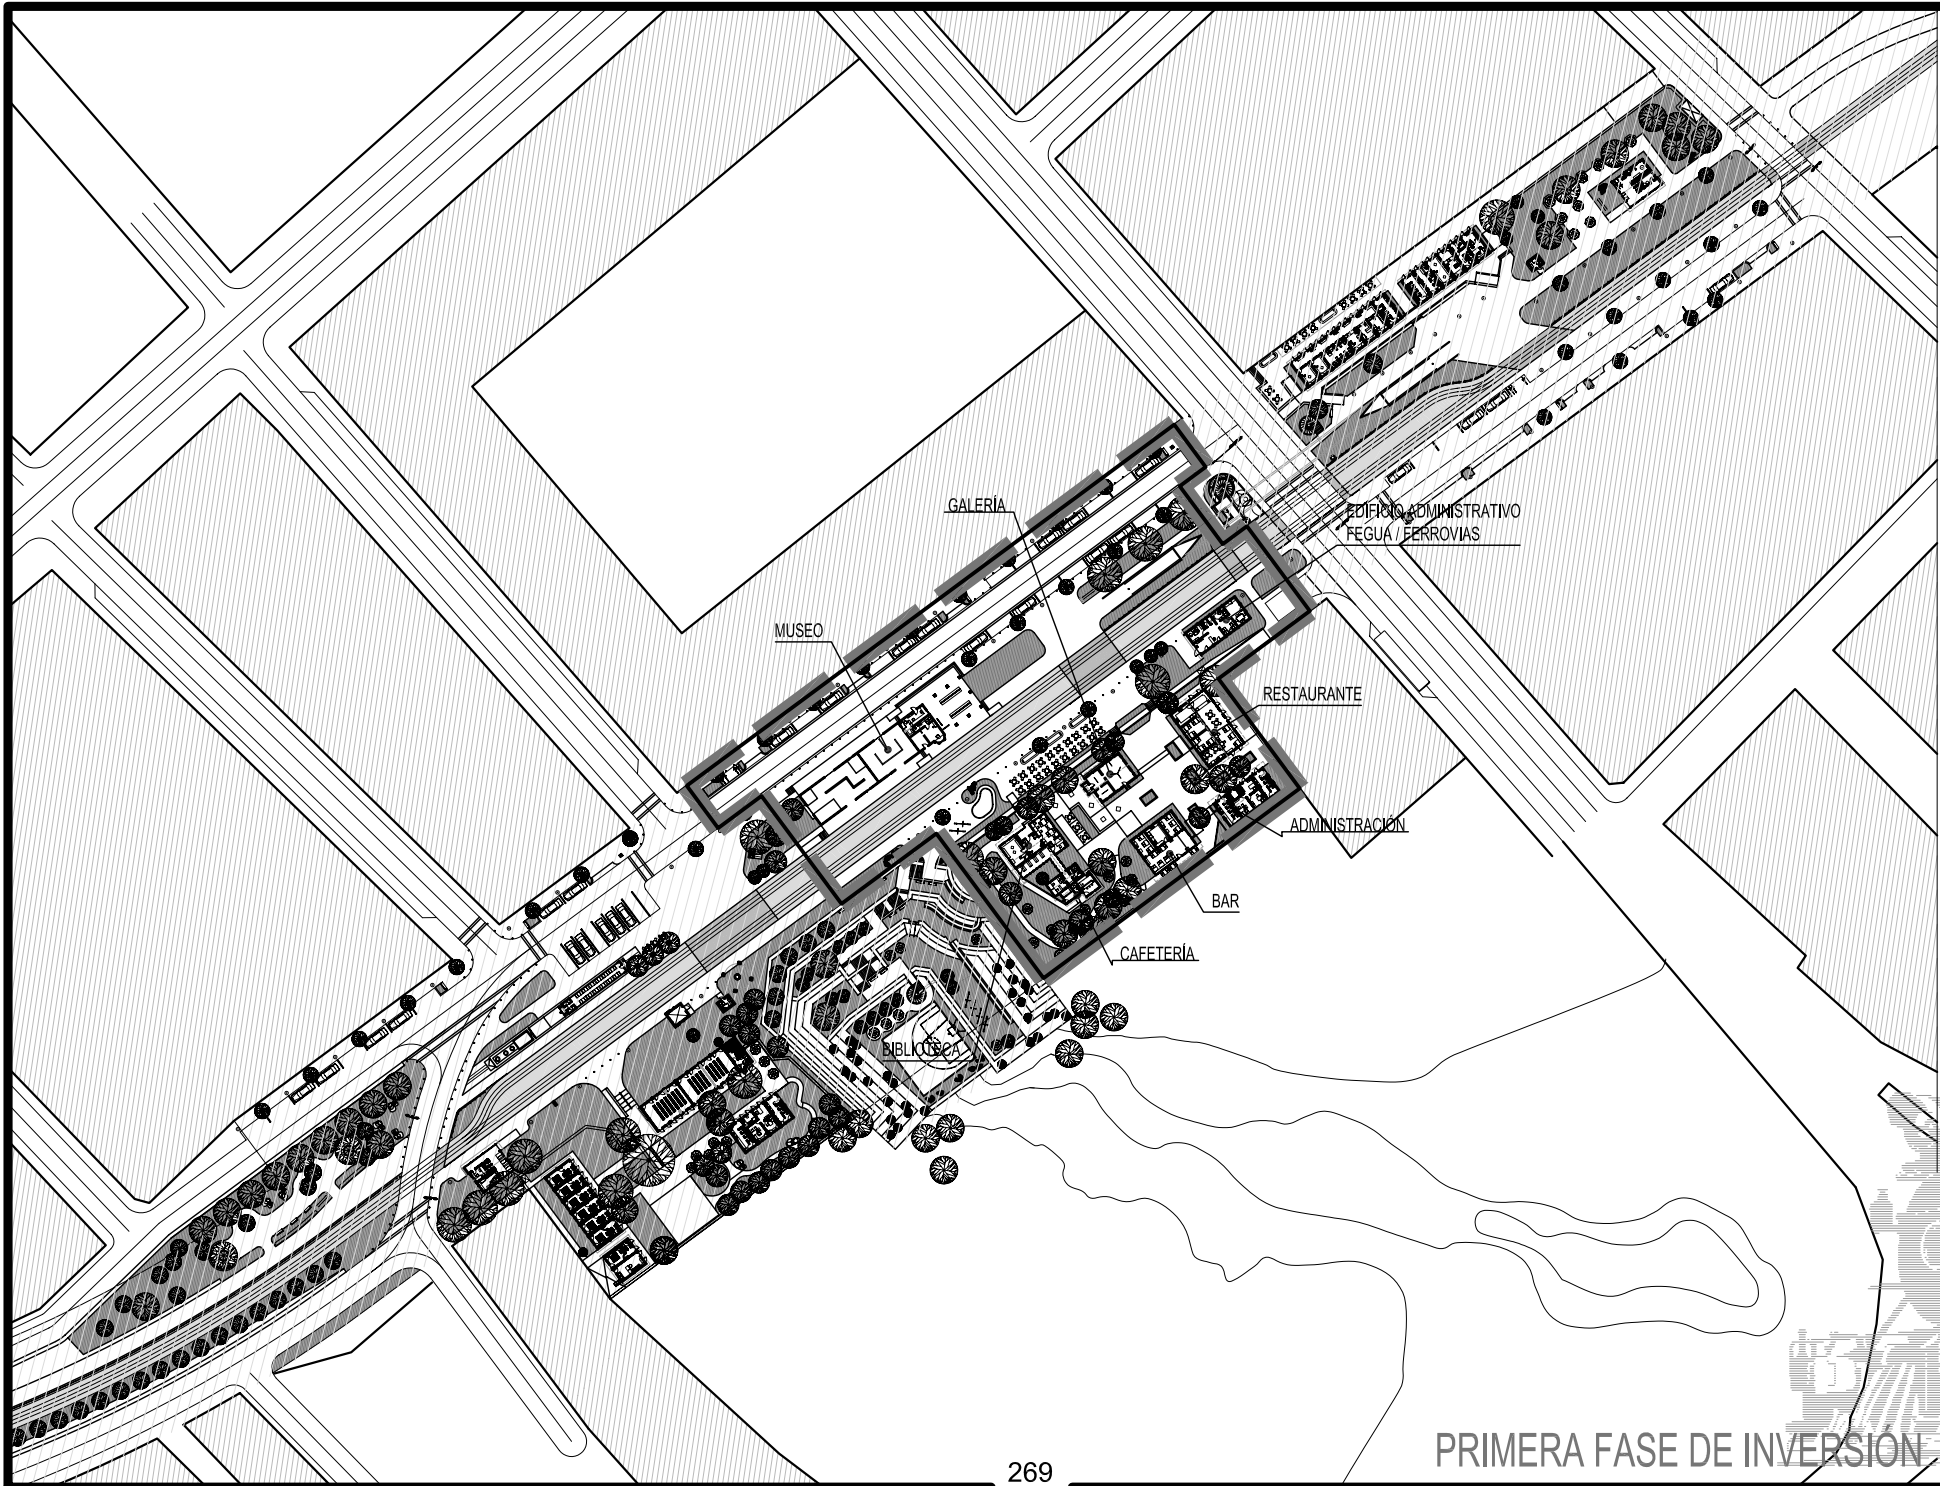 GALERÍA
EDIFICIO ADMINISTRATIVO
FEGUA / FERROVIAS
MUSEO
RESTAURANTE
ADMINISTRACIÓN
BAR
CAFETERÍA
BIBLIOTECA
PRIMERA FASE DE INVERSIÓN
269